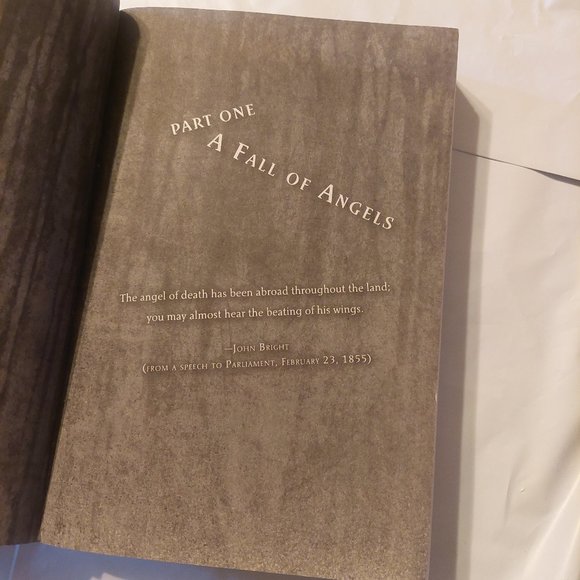 PART ONE
A FALL OF ANGELS
The angel of death has been abroad throughout the land;
you may almost hear the beating of his wings.
—JOHN BRIGHT
(FROM A SPEECH TO PARLIAMENT, FEBRUARY 23, 1855)